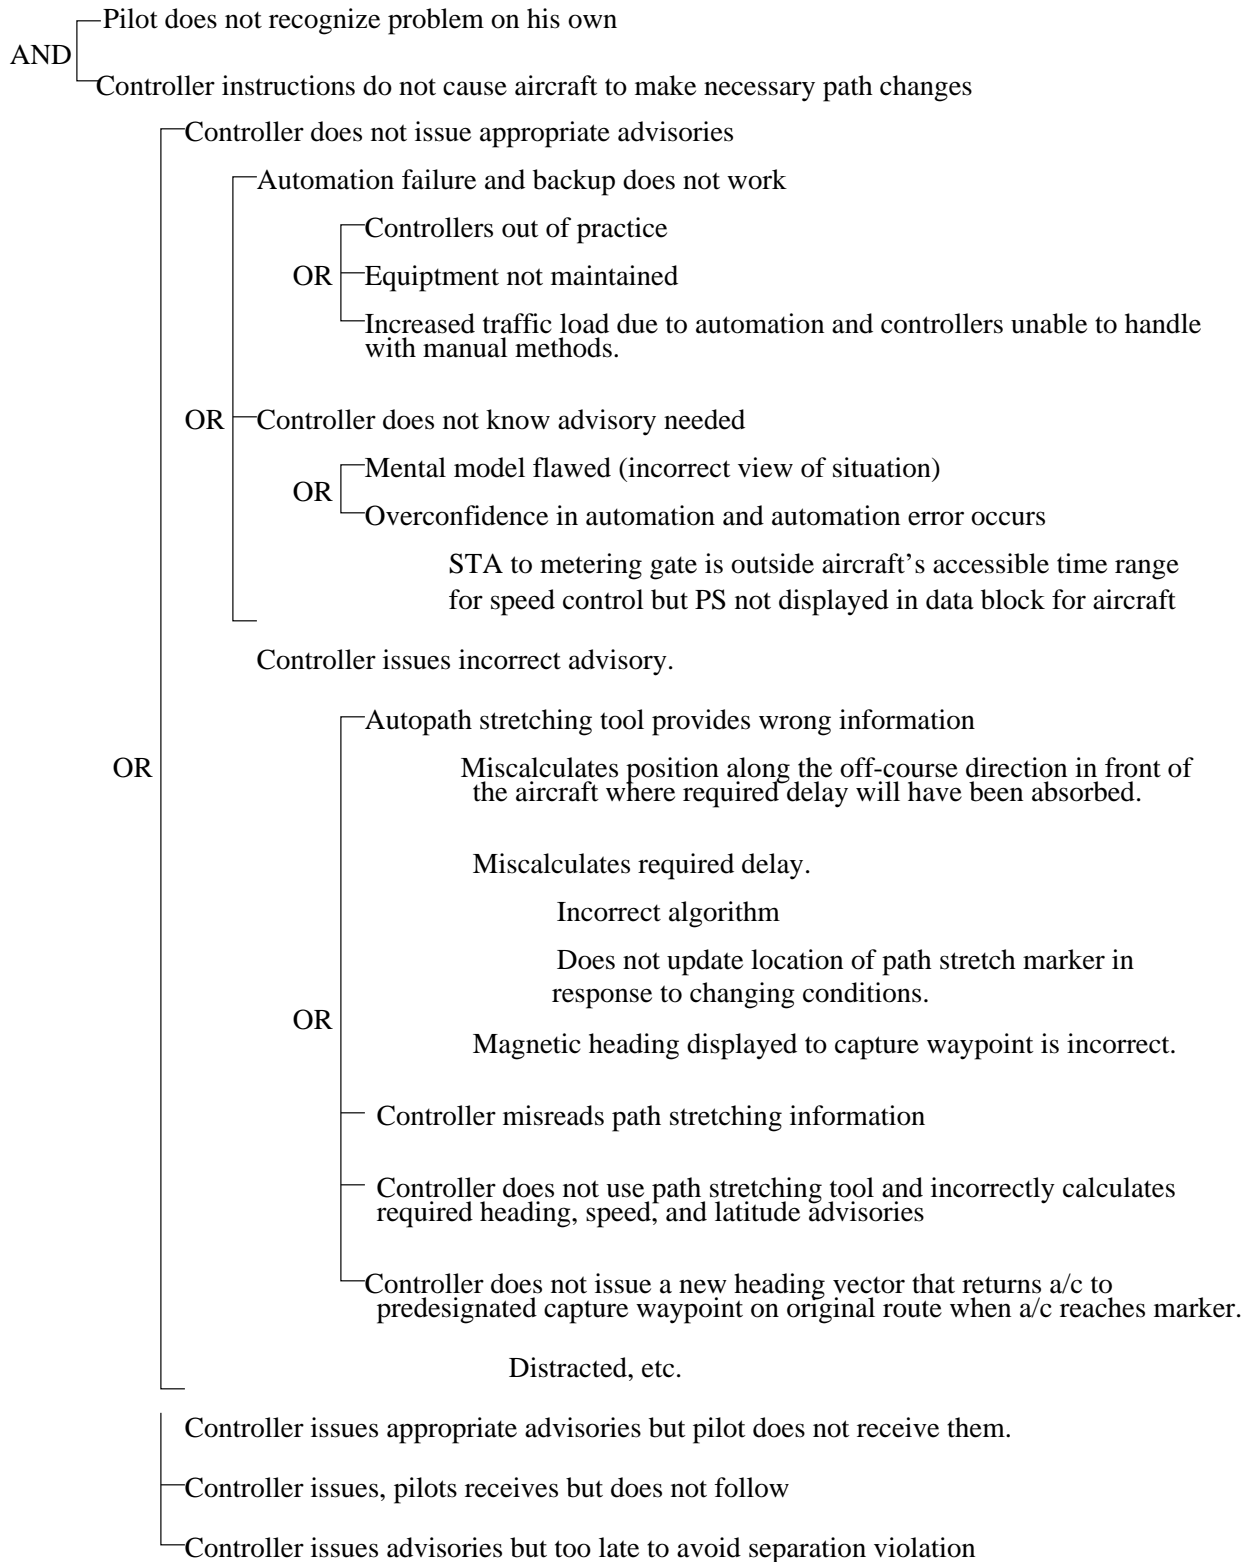 Pilot does not recognize problem on his own
AND
Controller instructions do not cause aircraft to make necessary path changes
Controller does not issue appropriate advisories
Automation failure and backup does not work
Controllers out of practice
OR
Equiptment not maintained
Increased traffic load due to automation and controllers unable to handle
with manual methods.
OR
Controller does not know advisory needed
Mental model flawed (incorrect view of situation)
OR
Overconfidence in automation and automation error occurs
STA to metering gate is outside aircraft's accessible time range
for speed control but PS not displayed in data block for aircraft
Controller issues incorrect advisory.
Autopath stretching tool provides wrong information
OR
Miscalculates position along the off-course direction in front of
the aircraft where required delay will have been absorbed.
Miscalculates required delay.
Incorrect algorithm
Does not update location of path stretch marker in
response to changing conditions.
OR
Magnetic heading displayed to capture waypoint is incorrect.
Controller misreads path stretching information
Controller does not use path stretching tool and incorrectly calculates
required heading, speed, and latitude advisories
Controller does not issue a new heading vector that returns a/c to
predesignated capture waypoint on original route when a/c reaches marker.
Distracted, etc.
Controller issues appropriate advisories but pilot does not receive them.
Controller issues, pilots receives but does not follow
Controller issues advisories but too late to avoid separation violation